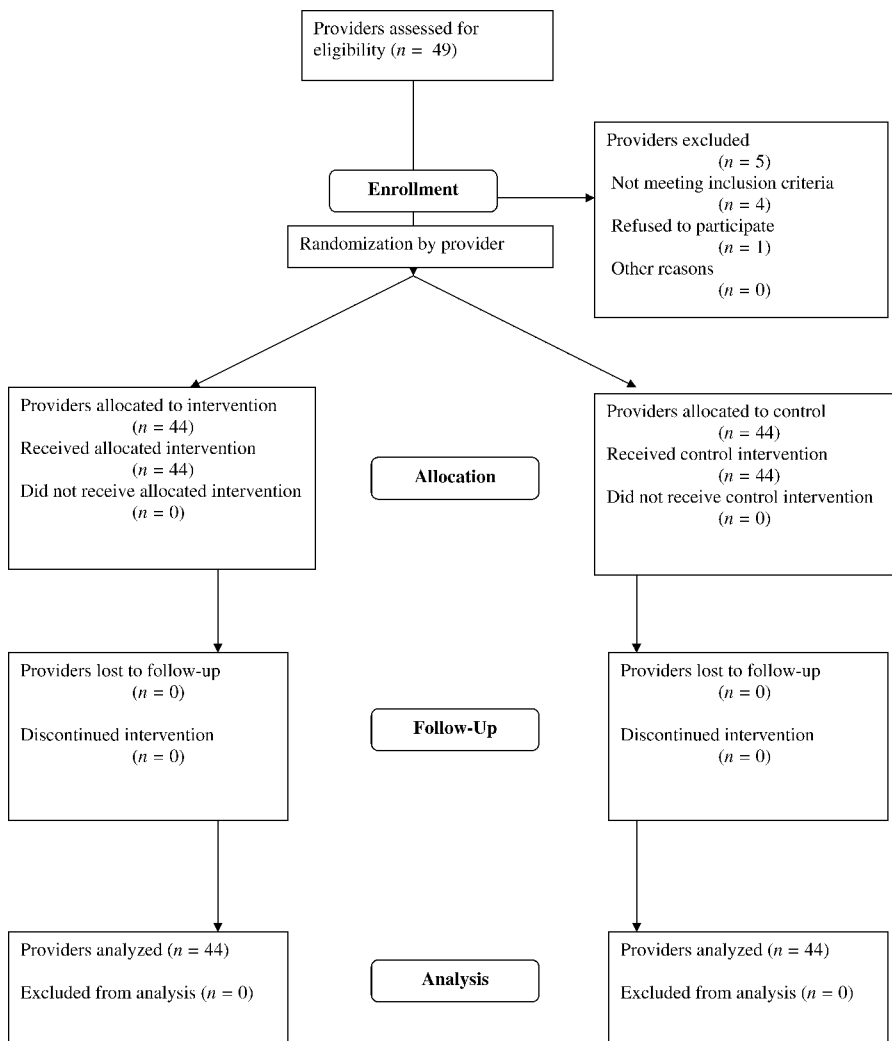 Providers assessed for
eligibility (n = 49)
Providers excluded
(n = 5)
Not meeting inclusion criteria
(n = 4)
Refused to participate
(n = 1)
Other reasons
(n = 0)
Enrollment
Randomization by provider
Providers allocated to intervention
(n = 44)
Received allocated intervention
(n = 44)
Did not receive allocated intervention
(n = 0)
Allocation
Providers allocated to control
(n = 44)
Received control intervention
(n = 44)
Did not receive control intervention
(n = 0)
Providers lost to follow-up
(n = 0)
Discontinued intervention
(n = 0)
Follow-Up
Providers lost to follow-up
(n = 0)
Discontinued intervention
(n = 0)
Providers analyzed (n = 44)
Excluded from analysis (n = 0)
Analysis
Providers analyzed (n = 44)
Excluded from analysis (n = 0)